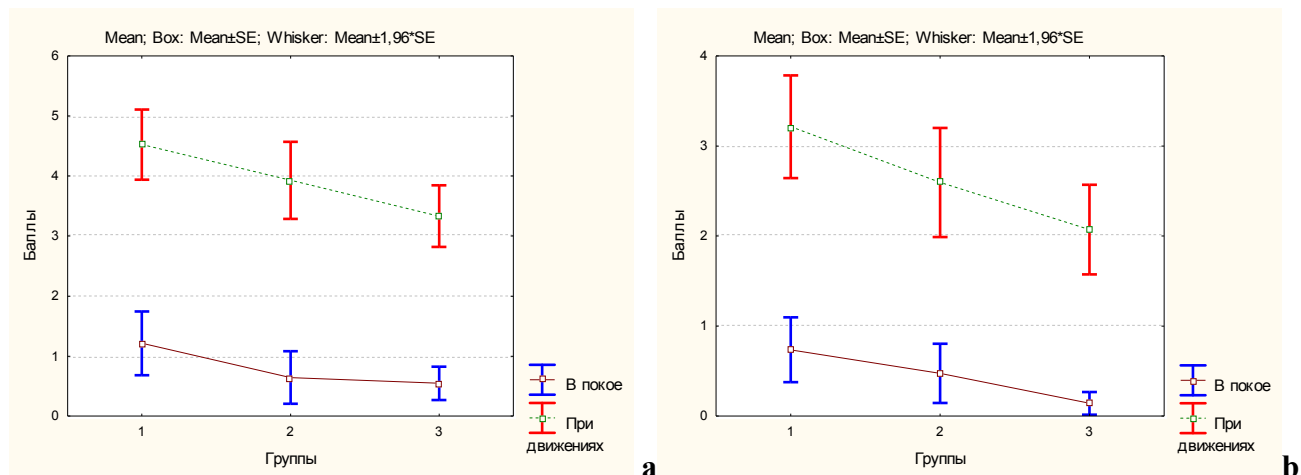 Mean; Box: Mean±SE; Whisker: Mean±1,96*SE
6
5
4
3
2
1
0
Баллы
1
2
3
Группы
В покое
При
движениях
a
Mean; Box: Mean±SE; Whisker: Mean±1,96*SE
4
3
2
1
0
Баллы
1
2
3
Группы
В покое
При
движениях
b